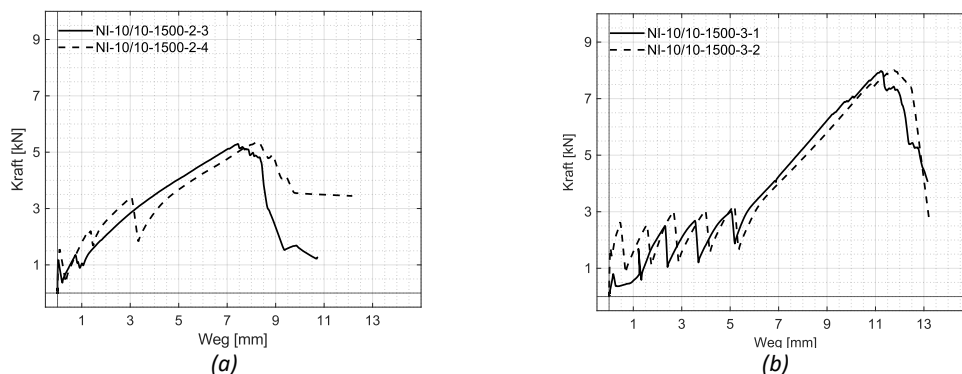 NI-10/10-1500-2-3
NI-10/10-1500-2-4
9
7
5
3
1
Kraft [kN]
1 3 5 7 9 11 13
Weg [mm]
(a)
NI-10/10-1500-3-1
NI-10/10-1500-3-2
9
7
5
3
1
Kraft [kN]
1 3 5 7 9 11 13
Weg [mm]
(b)